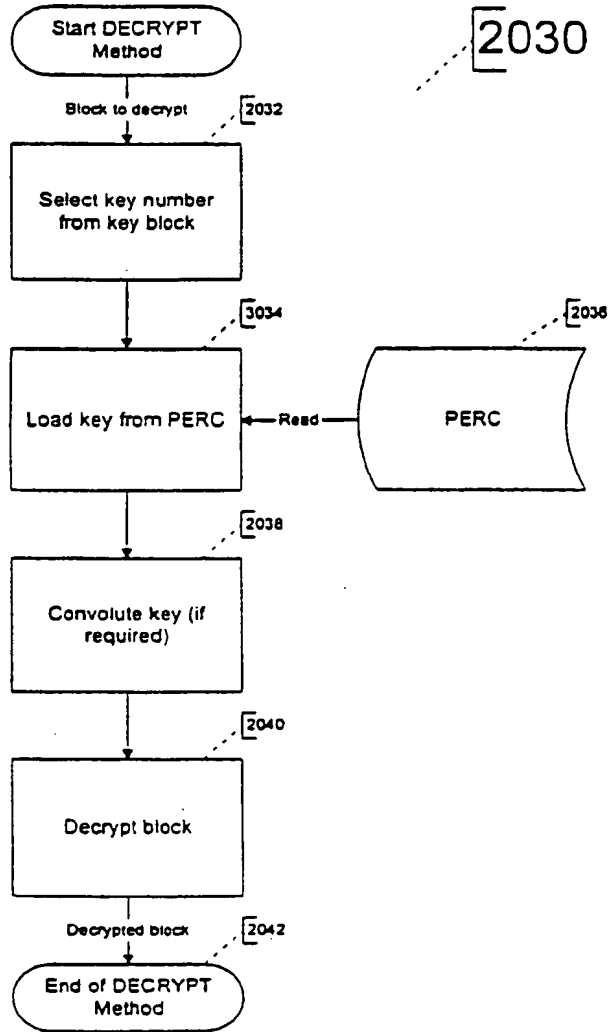 Start DECRYPT
Method
2030
Block to decrypt
2032
Select key number
from key block
3034
2036
Load key from PERC
Read
PERC
2038
Convolute key (if
required)
2040
Decrypt block
Decrypted block
2042
End of DECRYPT
Method